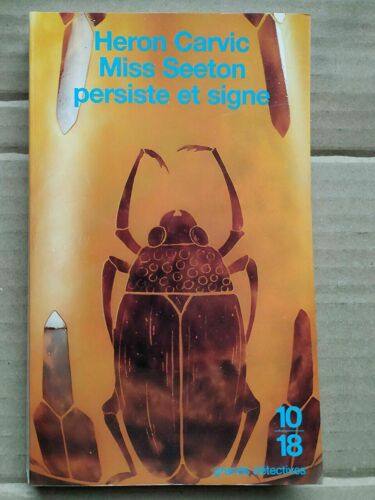 Heron Carvic
Miss Seeton
persiste et signe
10
18
grands détectives